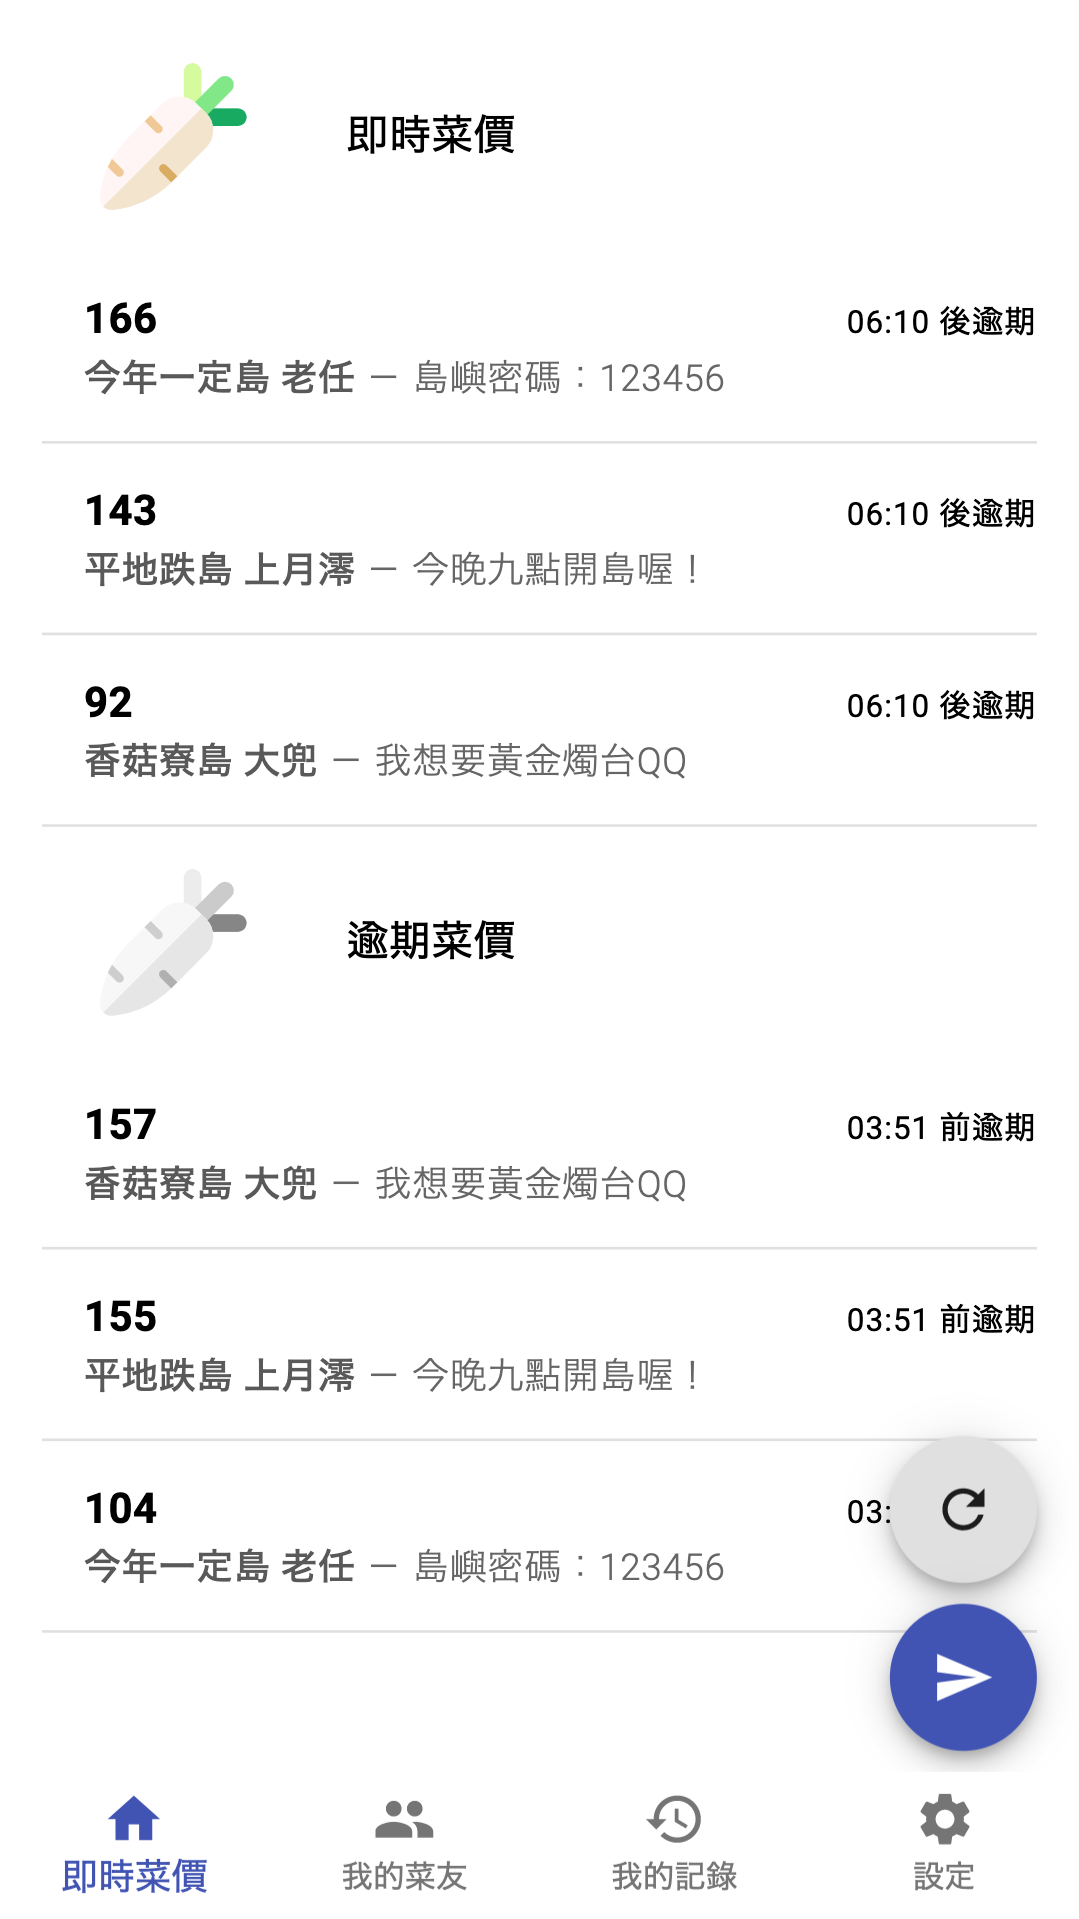 即時菜價
166
06:10 後逾期
今年一定島 老任 — 島嶼密碼：123456
143
06:10 後逾期
平地跌島 上月澪 — 今晚九點開島喔！
92
06:10 後逾期
香菇寮島 大兜 — 我想要黃金燭台QQ
逾期菜價
157
03:51 前逾期
香菇寮島 大兜 — 我想要黃金燭台QQ
155
03:51 前逾期
平地跌島 上月澪 — 今晚九點開島喔！
104
03:
今年一定島 老任 — 島嶼密碼：123456
即時菜價
我的菜友
我的記錄
設定